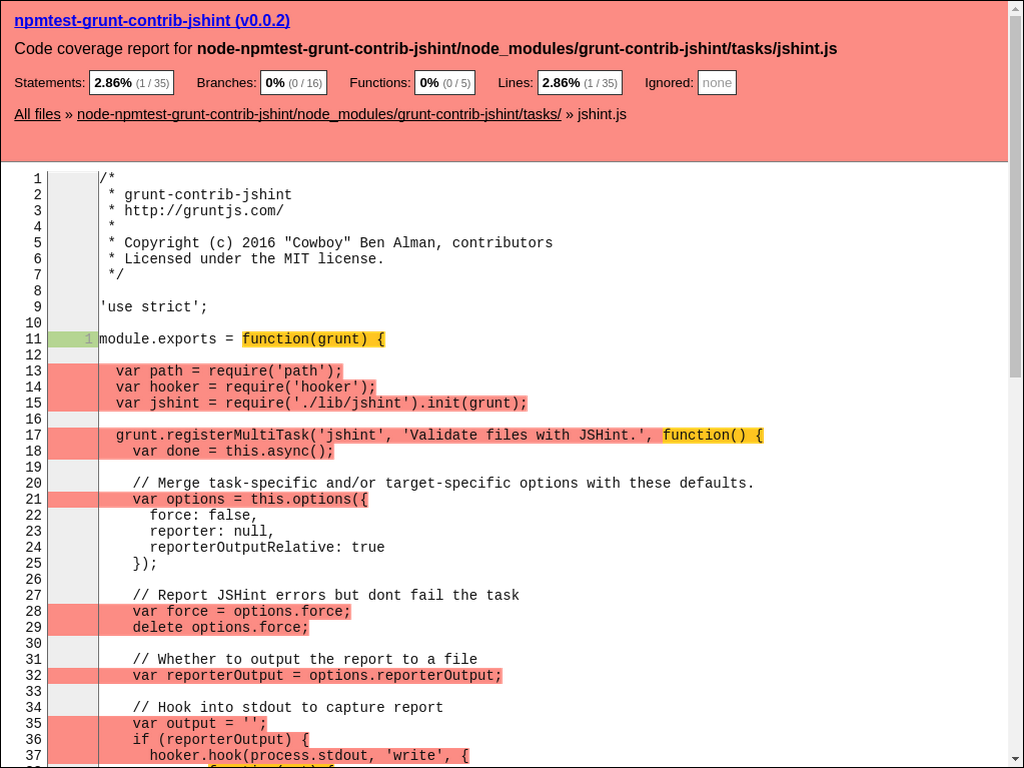 npmtest-grunt-contrib-jshint (v0.0.2)
Code coverage report for node-npmtest-grunt-contrib-jshint/node_modules/grunt-contrib-jshint/tasks/jshint.js
Statements: 2.86% (1 / 35) Branches: 0% (0 / 16) Functions: 0% (0 / 5) Lines: 2.86% (1 / 35) Ignored: none
All files » node-npmtest-grunt-contrib-jshint/node_modules/grunt-contrib-jshint/tasks/ » jshint.js
1 /*
2 * grunt-contrib-jshint
3 * http://gruntjs.com/
4 *
5 * Copyright (c) 2016 "Cowboy" Ben Alman, contributors
6 * Licensed under the MIT license.
7 */
8
9 'use strict';
10
11 1 module.exports = function(grunt) {
12
13 var path = require('path');
14 var hooker = require('hooker');
15 var jshint = require('./lib/jshint').init(grunt);
16
17 grunt.registerMultiTask('jshint', 'Validate files with JSHint.', function() {
18 var done = this.async();
19
20 // Merge task-specific and/or target-specific options with these defaults.
21 var options = this.options({
22 force: false,
23 reporter: null,
24 reporterOutputRelative: true
25 });
26
27 // Report JSHint errors but dont fail the task
28 var force = options.force;
29 delete options.force;
30
31 // Whether to output the report to a file
32 var reporterOutput = options.reporterOutput;
33
34 // Hook into stdout to capture report
35 var output = '';
36 if (reporterOutput) {
37 hooker.hook(process.stdout, 'write', {